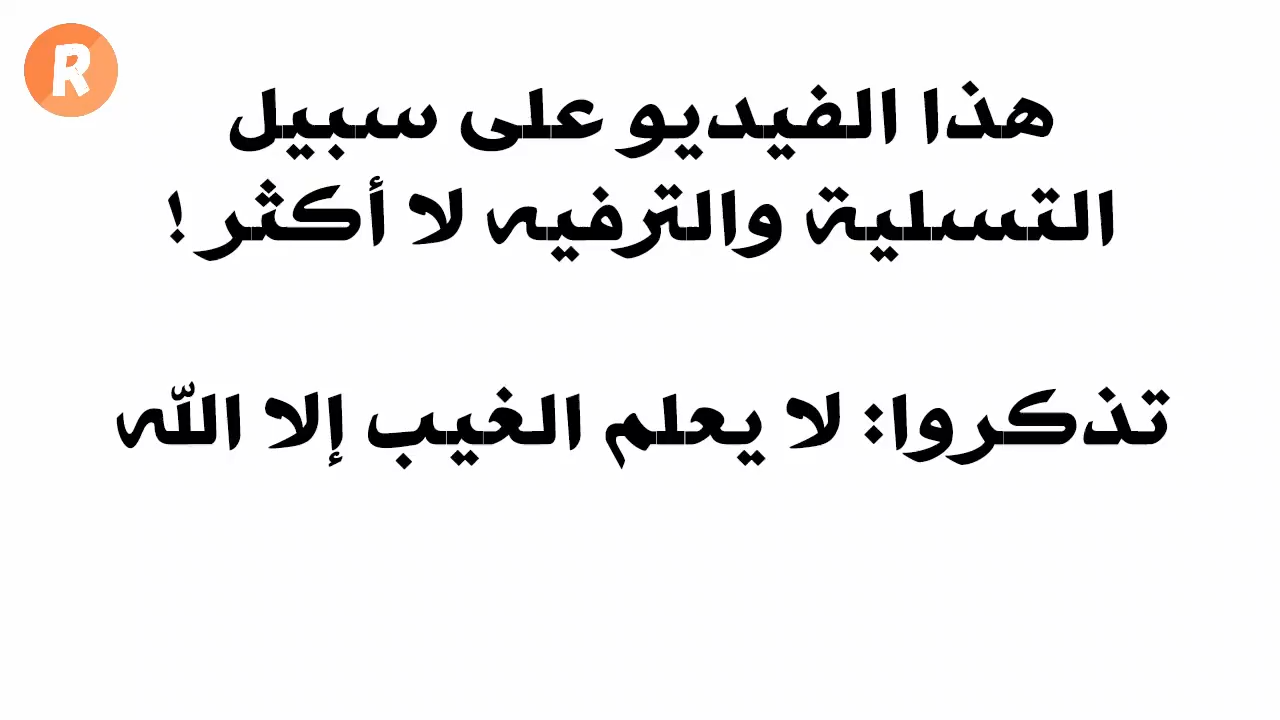 R
هذا الفيديو على سبيل
التسلية والترفيه لا أكثر !
تذكروا: لا يعلم الغيب إلا الله